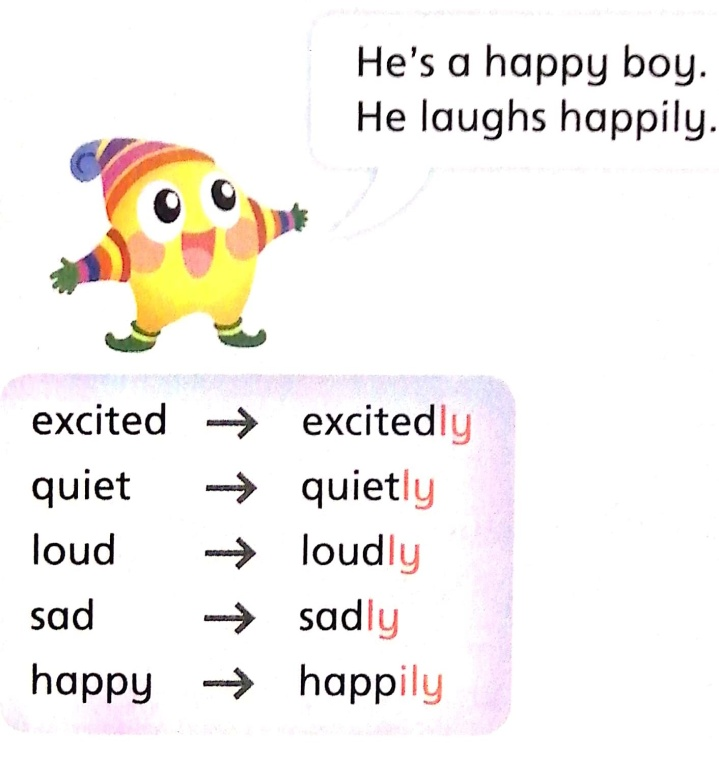 He's a happy boy.
He laughs happily.
excited → excitedly
quiet → quietly
loud → loudly
sad → sadly
happy → happily